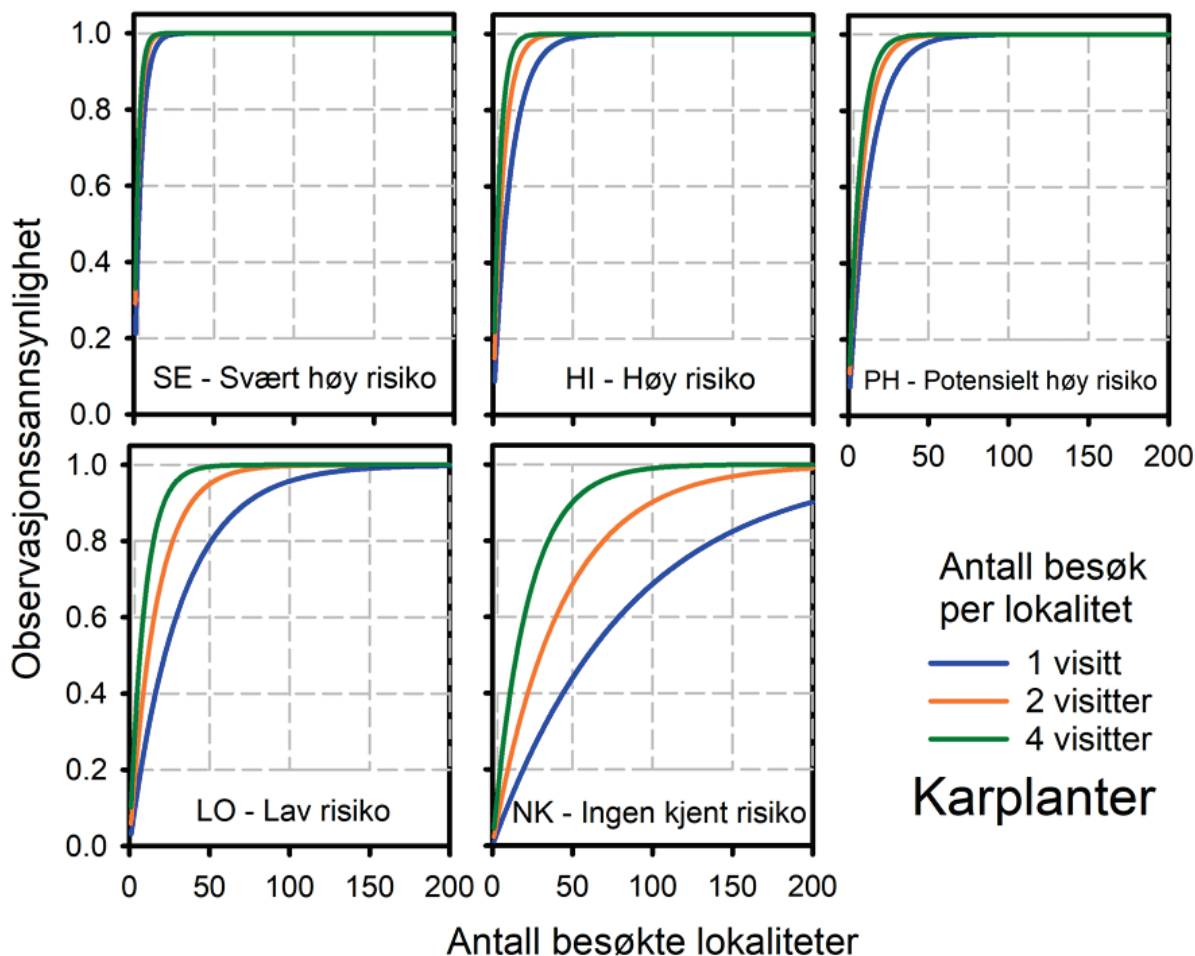 Observasjonssannsynlighet
1.0
0.8
0.6
0.4
0.2
0.0
SE - Svært høy risiko
HI - Høy risiko
PH - Potensielt høy risiko
0 50 100 150 200
1.0
0.8
0.6
0.4
0.2
0.0
LO - Lav risiko
NK - Ingen kjent risiko
0 50 100 150 200
0 50 100 150 200
Antall besøkte lokaliteter
Antall besøk
per lokalitet
1 visitt
2 visitter
4 visitter
Karplanter